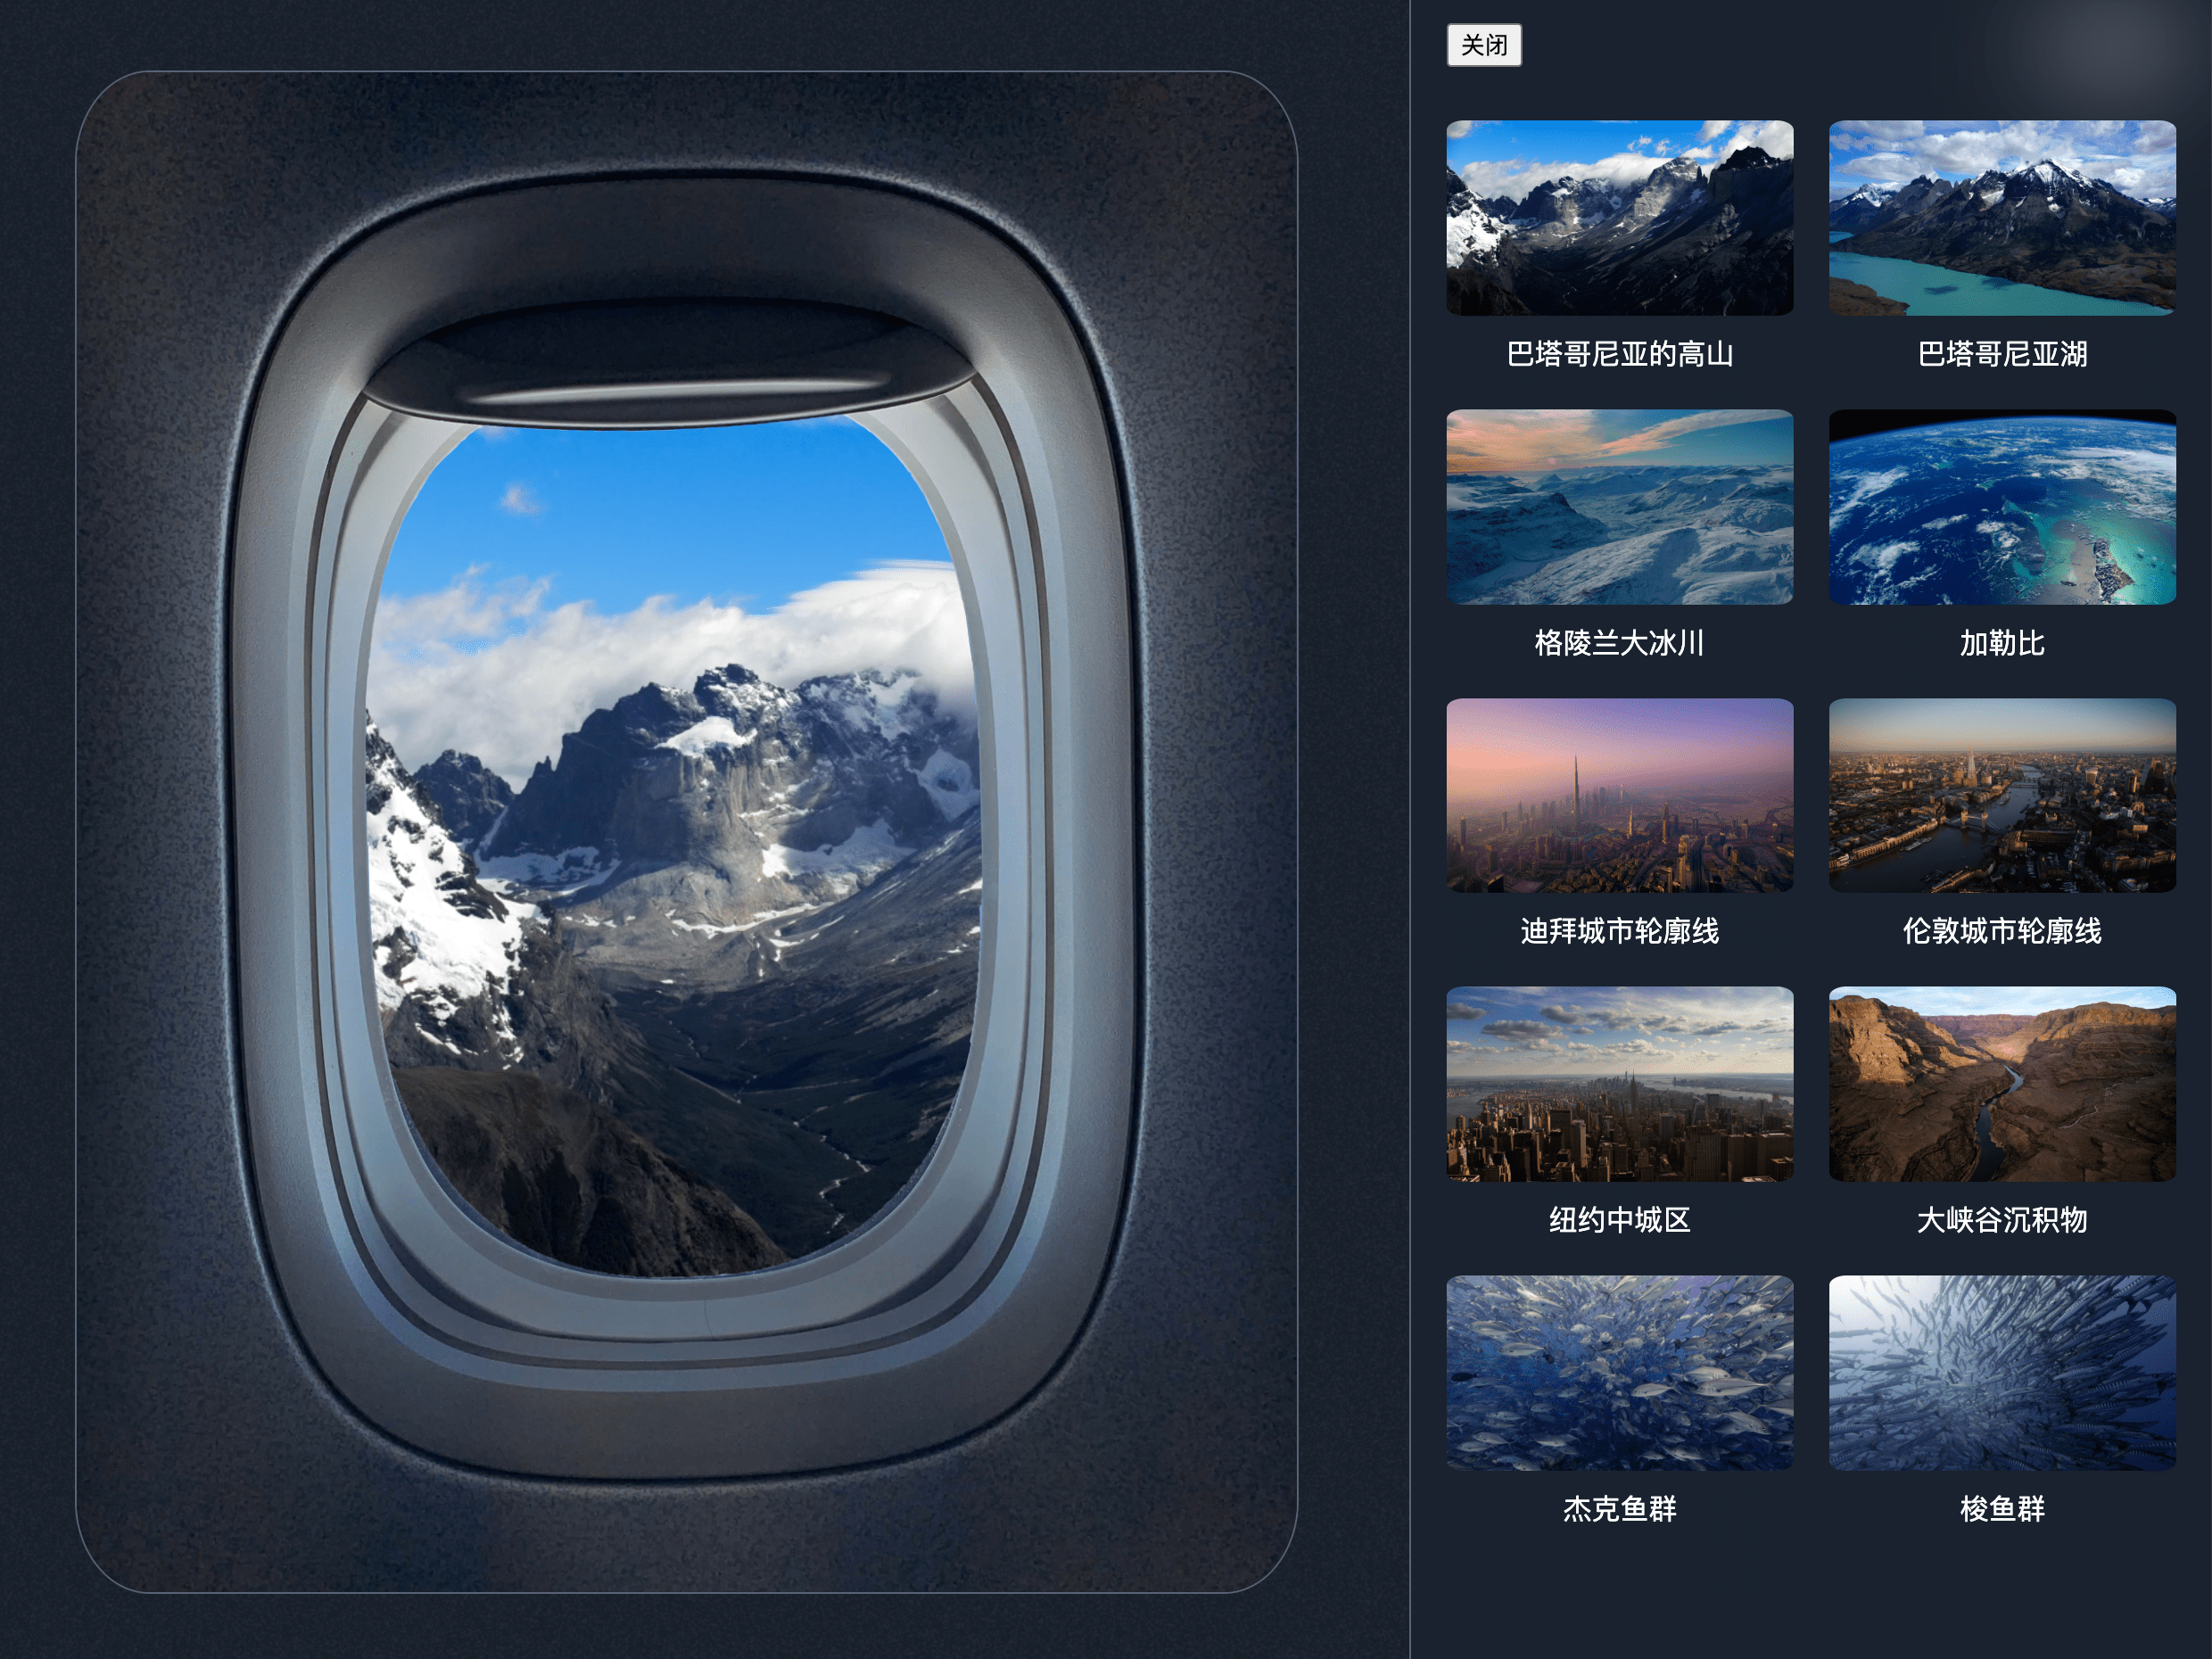 关闭
巴塔哥尼亚的高山
巴塔哥尼亚湖
格陵兰大冰川
加勒比
迪拜城市轮廓线
伦敦城市轮廓线
纽约中城区
大峡谷沉积物
杰克鱼群
梭鱼群